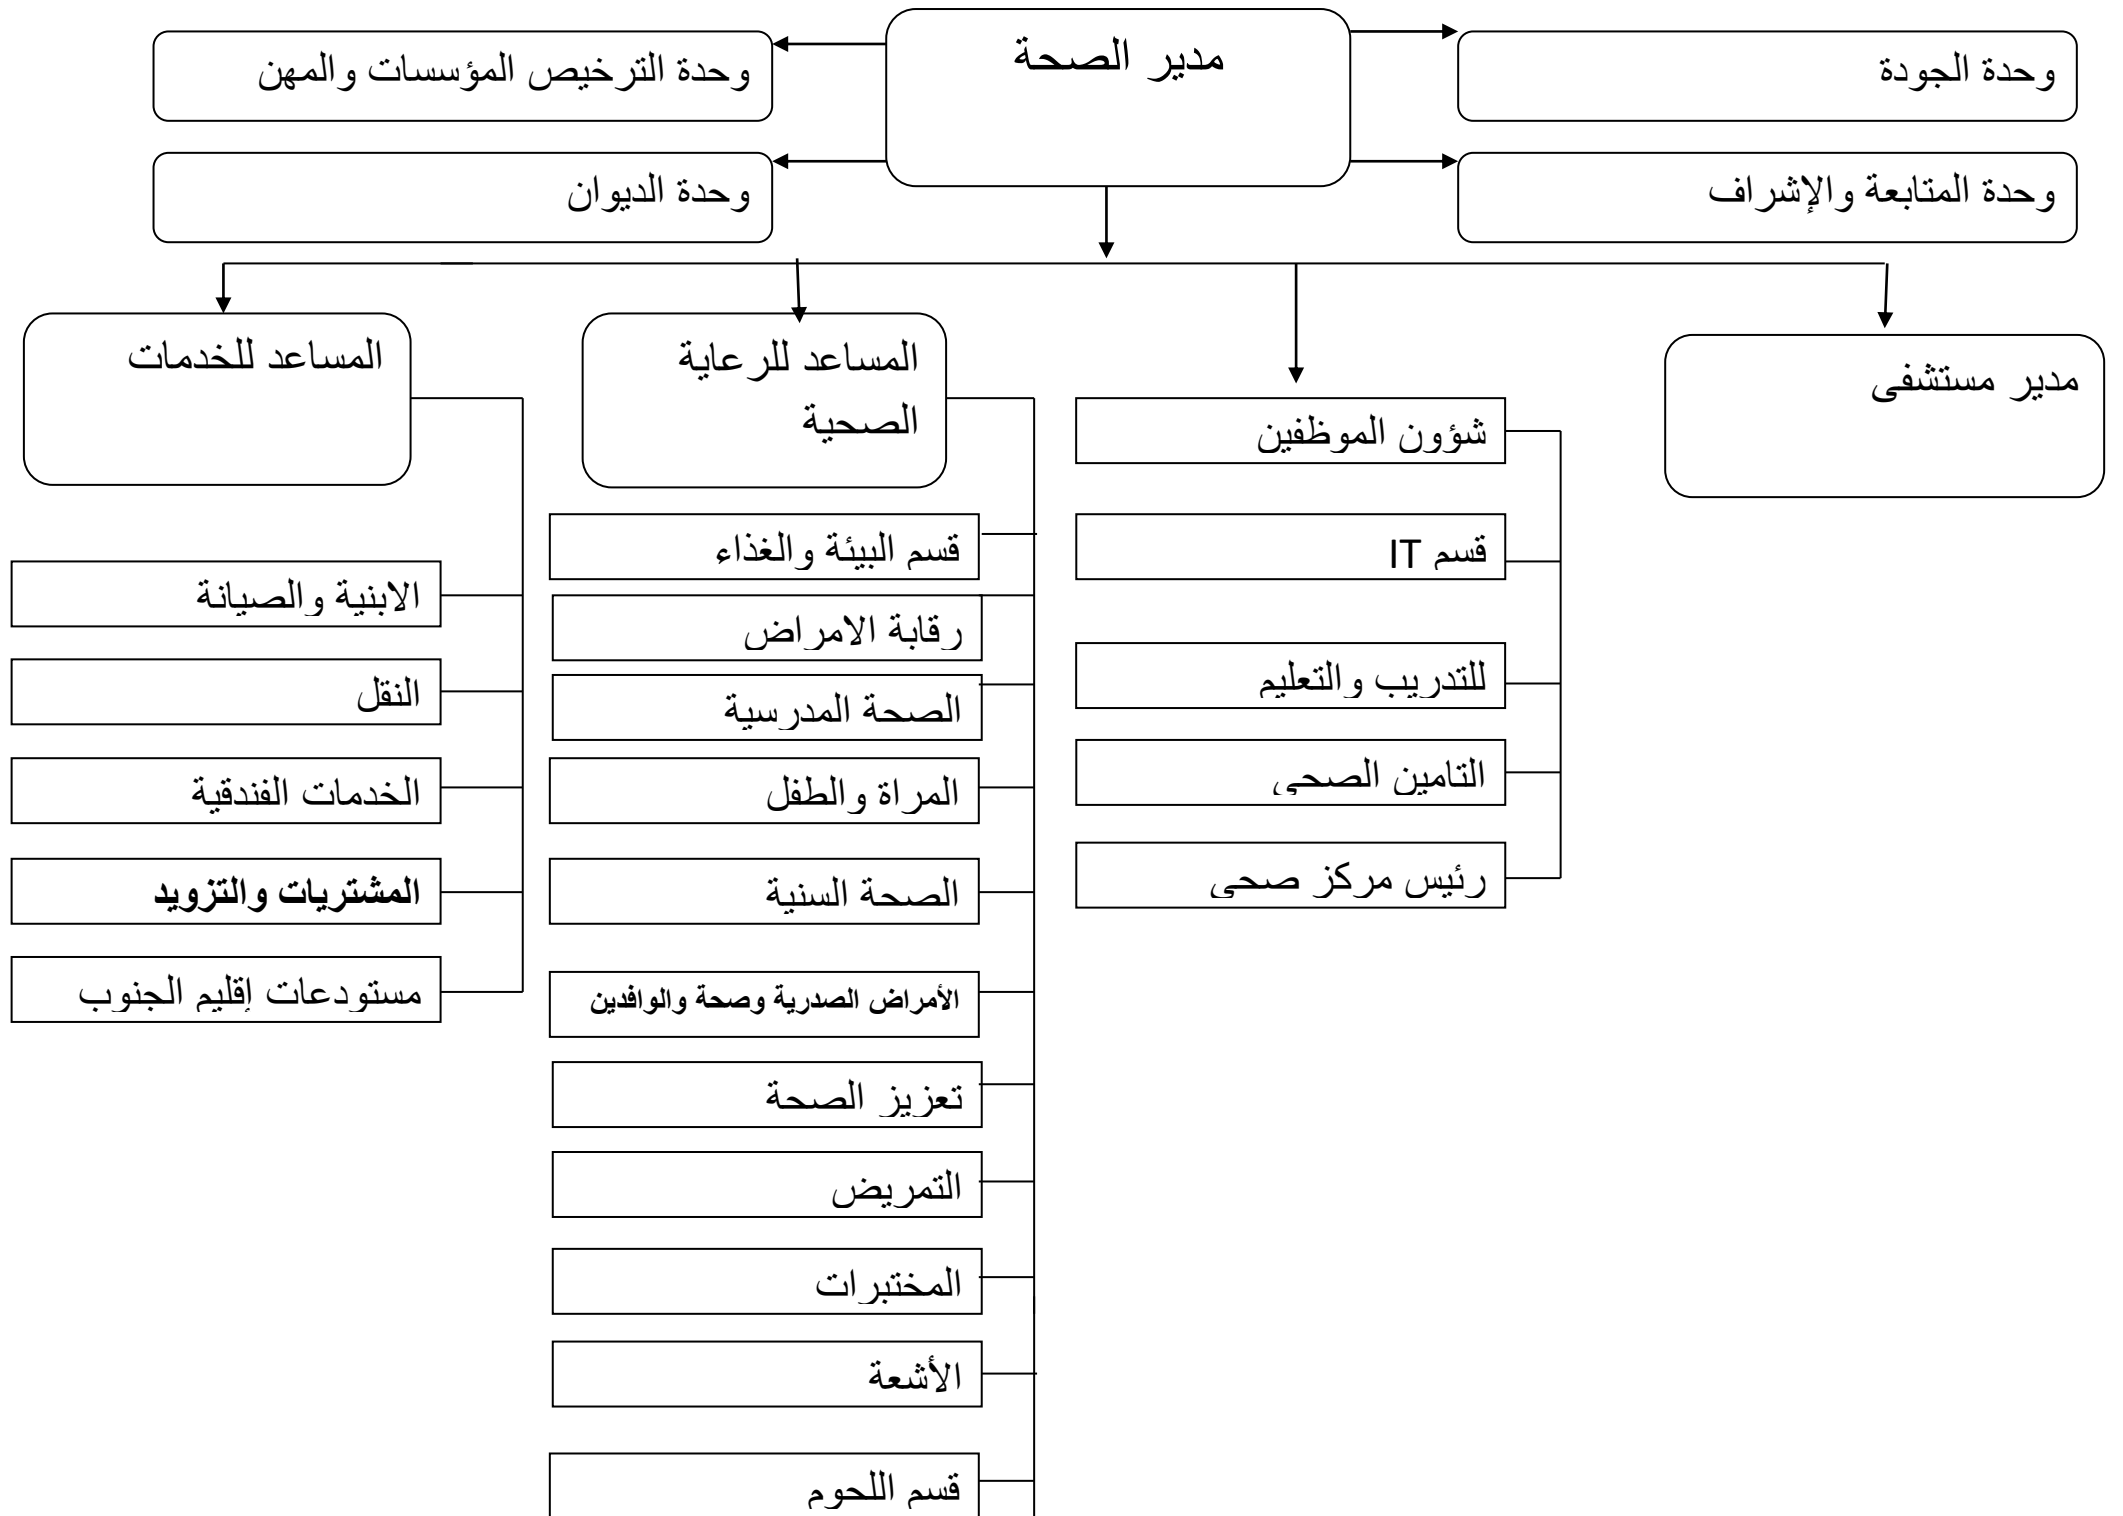 مدير الصحة
وحدة الجودة
وحدة الترخيص المؤسسات والمهن
وحدة المتابعة والإشراف
وحدة الديوان
مدير مستشفى
شؤون الموظفين
قسم IT
للتدريب والتعليم
التامين الصحي
رئيس مركز صحي
المساعد للرعاية
الصحية
قسم البيئة والغذاء
رقابة الامراض
الصحة المدرسية
المراة والطفل
الصحة السنية
الأمراض الصدرية وصحة والوافدين
تعزيز الصحة
التمريض
المختبرات
الأشعة
قسم اللحوم
المساعد للخدمات
الابنية والصيانة
النقل
الخدمات الفندقية
المشتريات والتزويد
مستودعات إقليم الجنوب